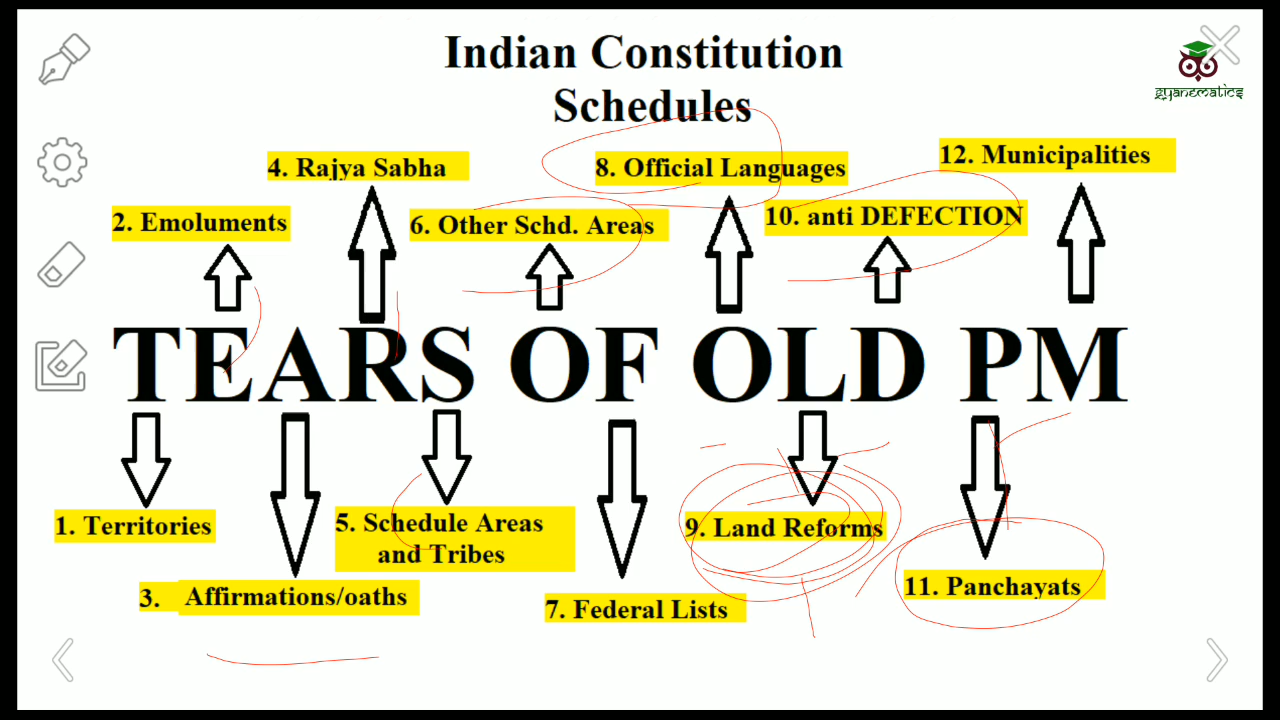 Indian Constitution
Schedules
gyanematics
4. Rajya Sabha
8. Official Languages
12. Municipalities
2. Emoluments
6. Other Schd. Areas
10. anti DEFECTION
TEARS OF OLD PM
1. Territories
5. Schedule Areas
and Tribes
9. Land Reforms
3. Affirmations/oaths
7. Federal Lists
11. Panchayats